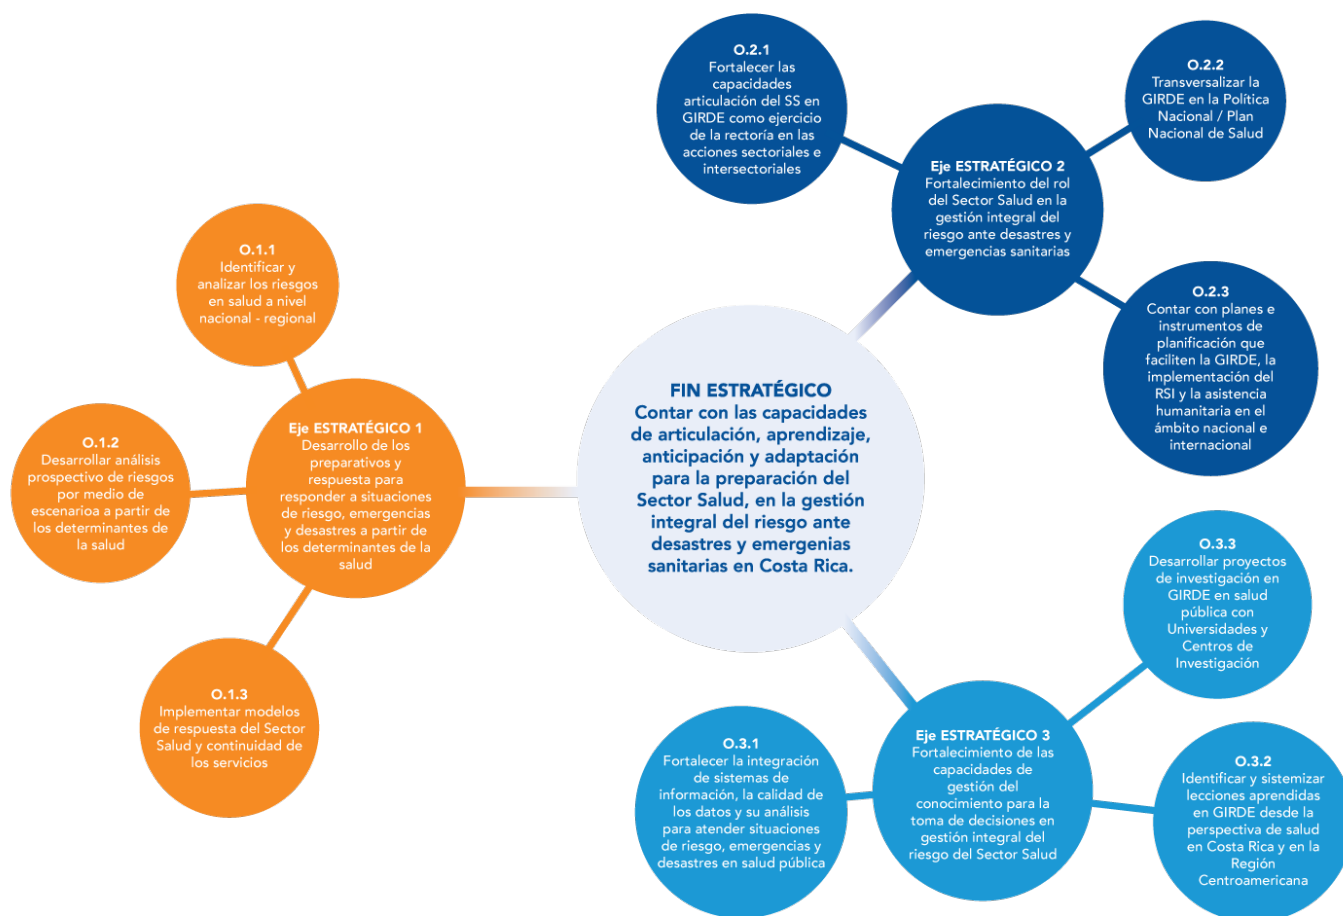 FIN ESTRATÉGICO
Contar con las capacidades
de articulación, aprendizaje,
anticipación y adaptación
para la preparación del
Sector Salud, en la gestión
integral del riesgo ante
desastres y emergenias
sanitarias en Costa Rica.
Eje ESTRATÉGICO 1
Desarrollo de los
preparativos y
respuesta para
responder a situaciones
de riesgo, emergencias
y desastres a partir de
los determinantes de la
salud
O.1.1
Identificar y
analizar los riesgos
en salud a nivel
nacional - regional
O.1.2
Desarrollar análisis
prospectivo de riesgos
por medio de
escenarioa a partir de
los determinantes de
la salud
O.1.3
Implementar modelos
de respuesta del Sector
Salud y continuidad de
los servicios
Eje ESTRATÉGICO 2
Fortalecimiento del rol
del Sector Salud en la
gestión integral del
riesgo ante desastres y
emergencias sanitarias
O.2.1
Fortalecer las
capacidades
articulación del SS en
GIRDE como ejercicio
de la rectoría en las
acciones sectoriales e
intersectoriales
O.2.2
Transversalizar la
GIRDE en la Política
Nacional / Plan
Nacional de Salud
O.2.3
Contar con planes e
instrumentos de
planificación que
faciliten la GIRDE, la
implementación del
RSI y la asistencia
humanitaria en el
ámbito nacional e
internacional
Eje ESTRATÉGICO 3
Fortalecimiento de las
capacidades de
gestión del
conocimiento para la
toma de decisiones en
gestión integral del
riesgo del Sector Salud
O.3.1
Fortalecer la integración
de sistemas de
información, la calidad de
los datos y su análisis
para atender situaciones
de riesgo, emergencias y
desastres en salud pública
O.3.2
Identificar y sistemizar
lecciones aprendidas
en GIRDE desde la
perspectiva de salud
en Costa Rica y en la
Región
Centroamericana
O.3.3
Desarrollar proyectos
de investigación en
GIRDE en salud
pública con
Universidades y
Centros de
Investigación